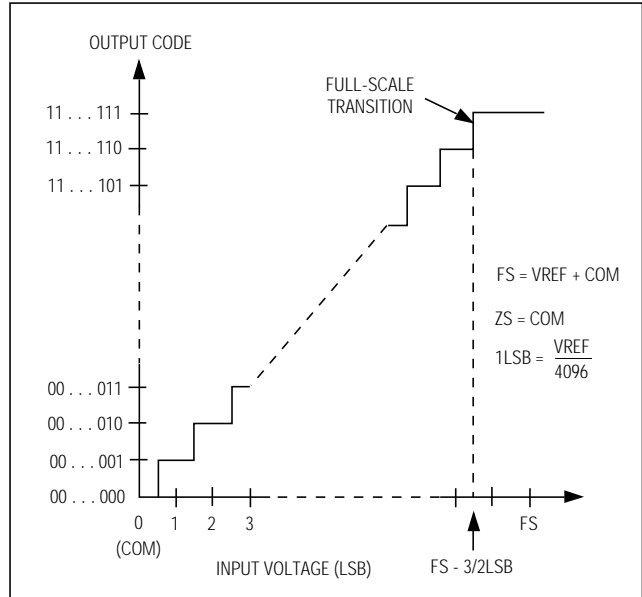 OUTPUT CODE
FULL-SCALE
TRANSITION
11 . . . 111
11 . . . 110
11 . . . 101
FS = VREF + COM
ZS = COM
1LSB = VREF
4096
00 . . . 011
00 . . . 010
00 . . . 001
00 . . . 000
0 1 2 3 FS
(COM)
INPUT VOLTAGE (LSB)
FS - 3/2LSB